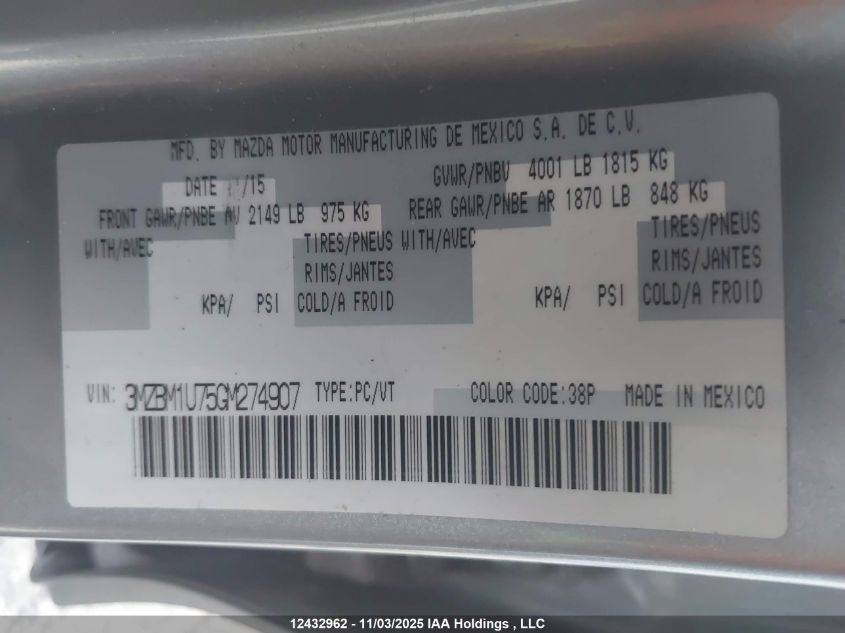 MFD. BY MAZDA MOTOR MANUFACTURING DE MEXICO S.A. DE C.V.
DATE /15 GVWR/PNBV 4001 LB 1815 KG
FRONT GAWR/PNBE AV 2149 LB 975 KG REAR GAWR/PNBE AR 1870 LB 848 KG
WITH/AVEC TIRES/PNEUS WITH/AVEC TIRES/PNEUS
RIMS/JANTES RIMS/JANTES
KPA/ PSI COLD/A FROID KPA/ PSI COLD/A FROID
VIN: 3MZBM1U75GM274907 TYPE:PC/VT COLOR CODE:38P MADE IN MEXICO
12432962 - 11/03/2025 IAA Holdings , LLC